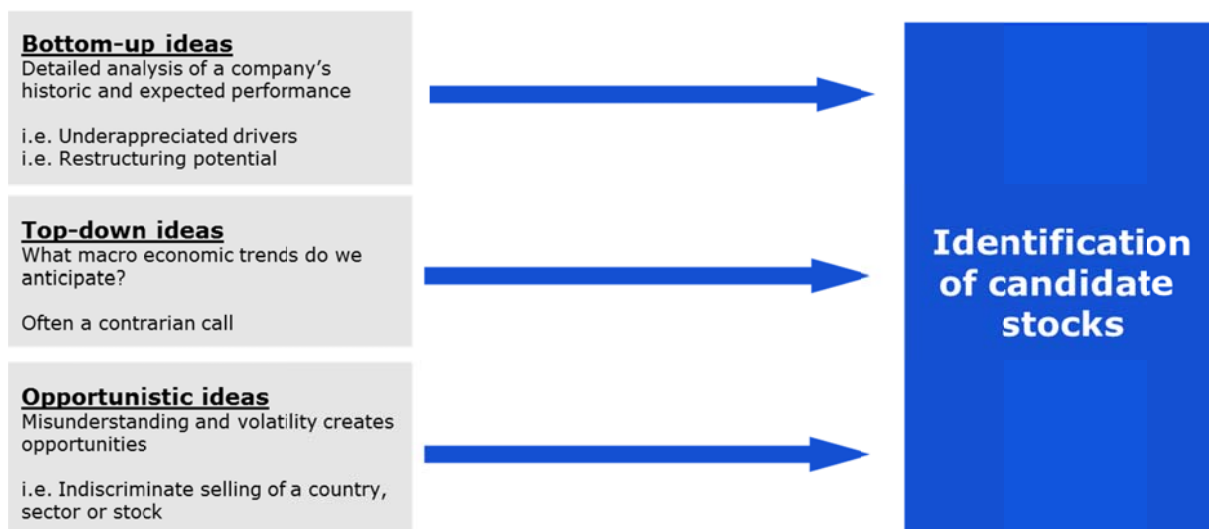 Bottom-up ideas
Detailed analysis of a company's
historic and expected performance
i.e. Underappreciated drivers
i.e. Restructuring potential
Top-down ideas
What macro economic trends do we
anticipate?
Often a contrarian call
Opportunistic ideas
Misunderstanding and volatility creates
opportunities
i.e. Indiscriminate selling of a country,
sector or stock
Identification
of candidate
stocks